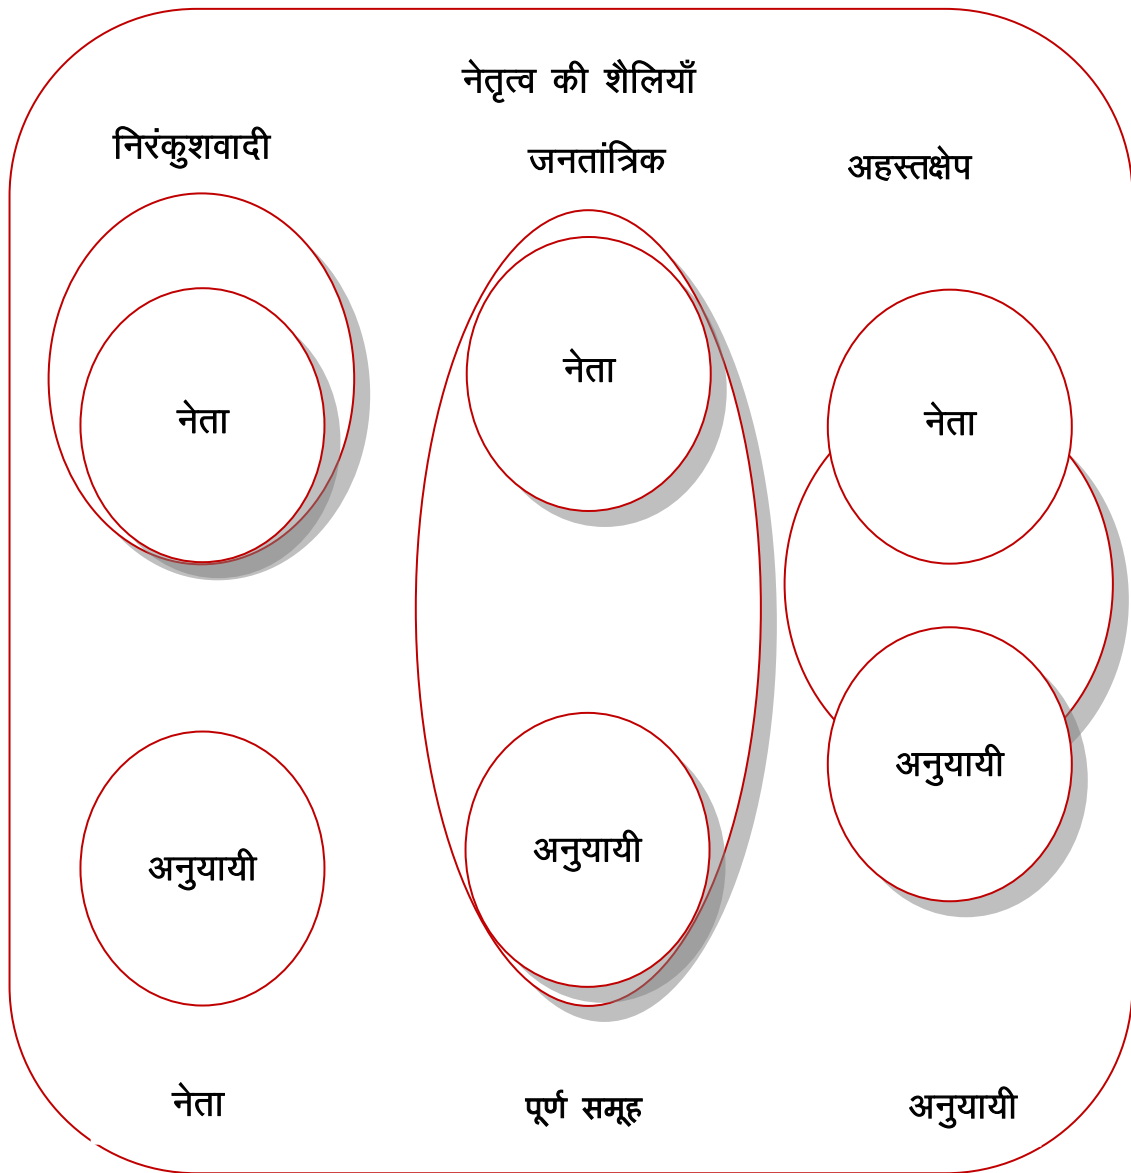 नेतृत्व की शैलियाँ
निरंकुशवादी
जनतांत्रिक
अहस्तक्षेप
नेता
नेता
नेता
अनुयायी
अनुयायी
अनुयायी
नेता
पूर्ण समूह
अनुयायी